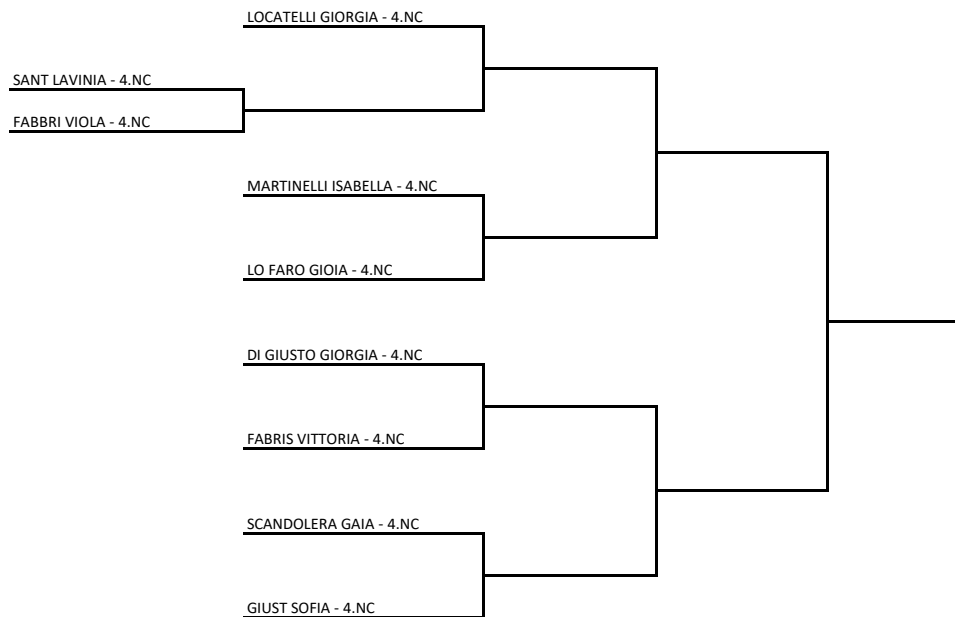 LOCATELLI GIORGIA - 4.NC
SANT LAVINIA - 4.NC
FABBRI VIOLA - 4.NC
MARTINELLI ISABELLA - 4.NC
LO FARO GIOIA - 4.NC
DI GIUSTO GIORGIA - 4.NC
FABRIS VITTORIA - 4.NC
SCANDOLERA GAIA - 4.NC
GIUST SOFIA - 4.NC